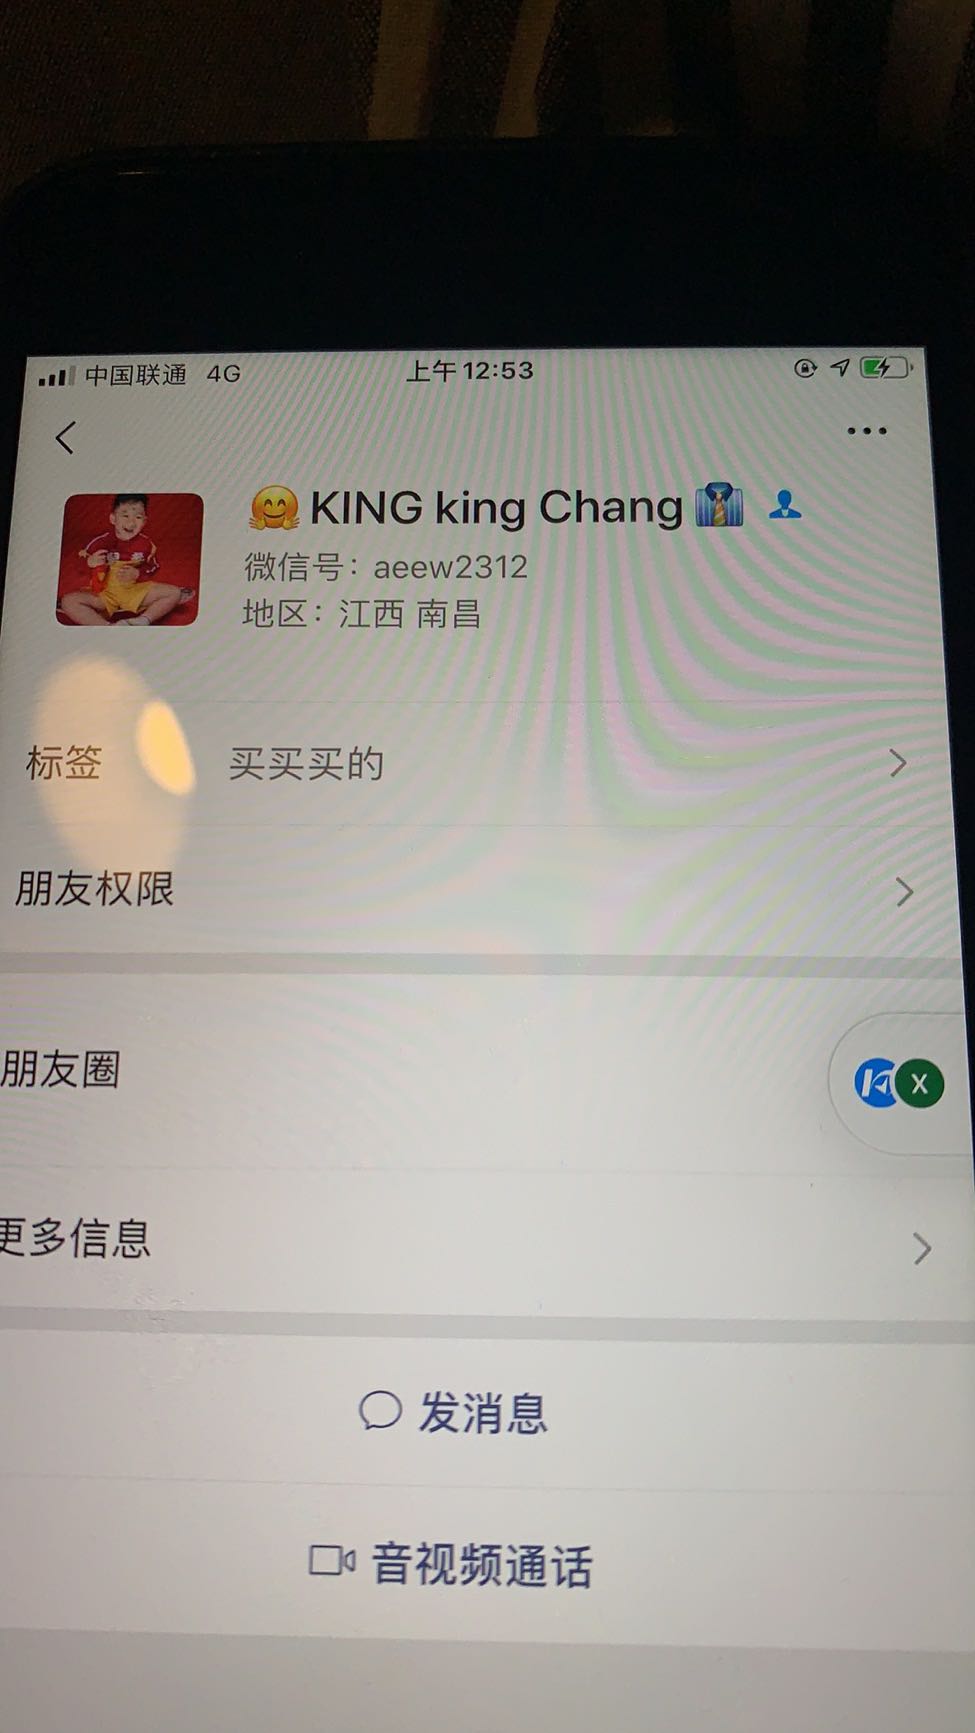 中国联通 4G 上午12:53
🤗 KING king Chang 👔 👤
微信号：aeew2312
地区：江西 南昌
标签 买买买的
朋友权限
朋友圈
X
更多信息
发消息
音视频通话